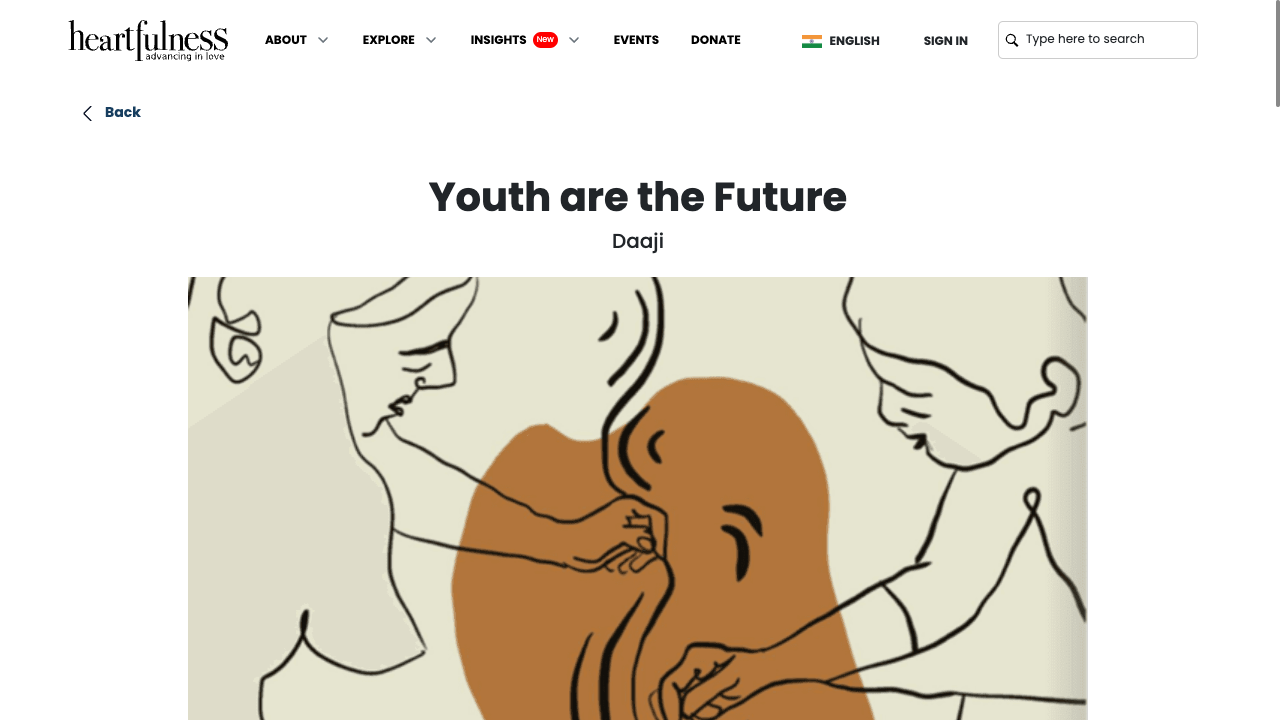 heartfulness
advancing in love
ABOUT
EXPLORE
INSIGHTS New
EVENTS
DONATE
ENGLISH
SIGN IN
Type here to search
Back
Youth are the Future
Daaji